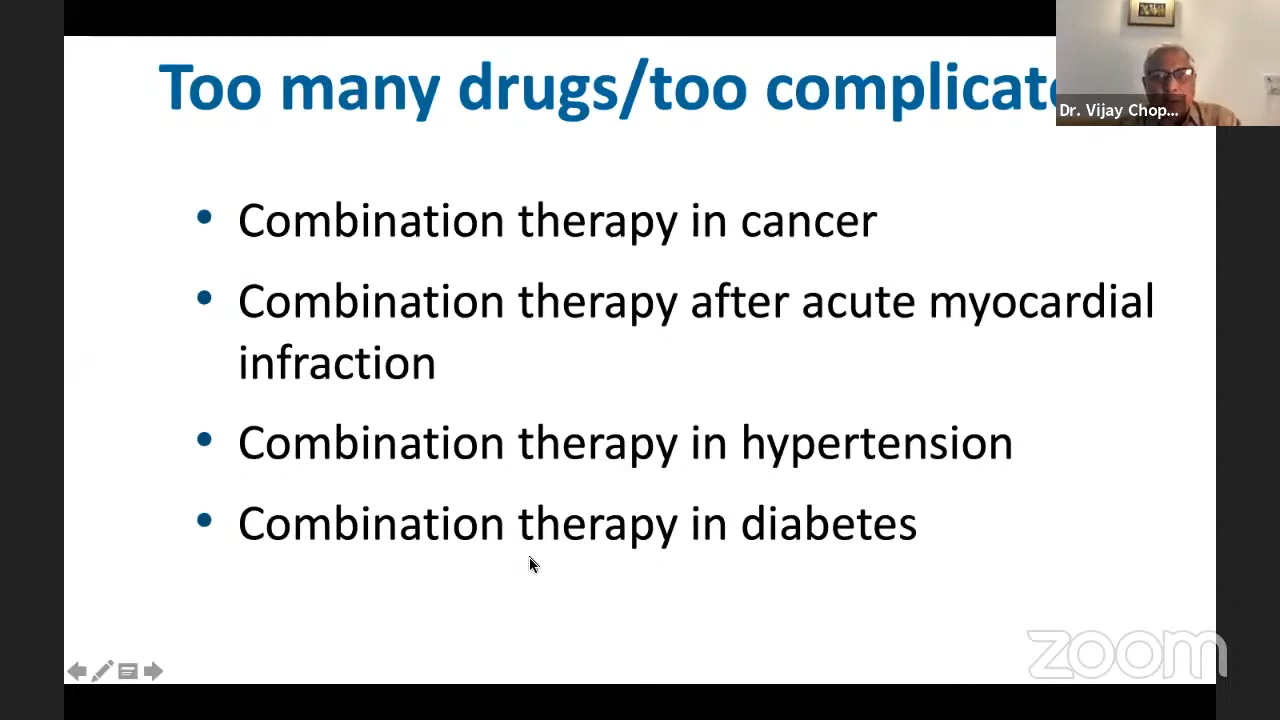 Too many drugs/too complicate
Dr. Vijay Chop...
• Combination therapy in cancer
• Combination therapy after acute myocardial
infraction
• Combination therapy in hypertension
• Combination therapy in diabetes
zoom